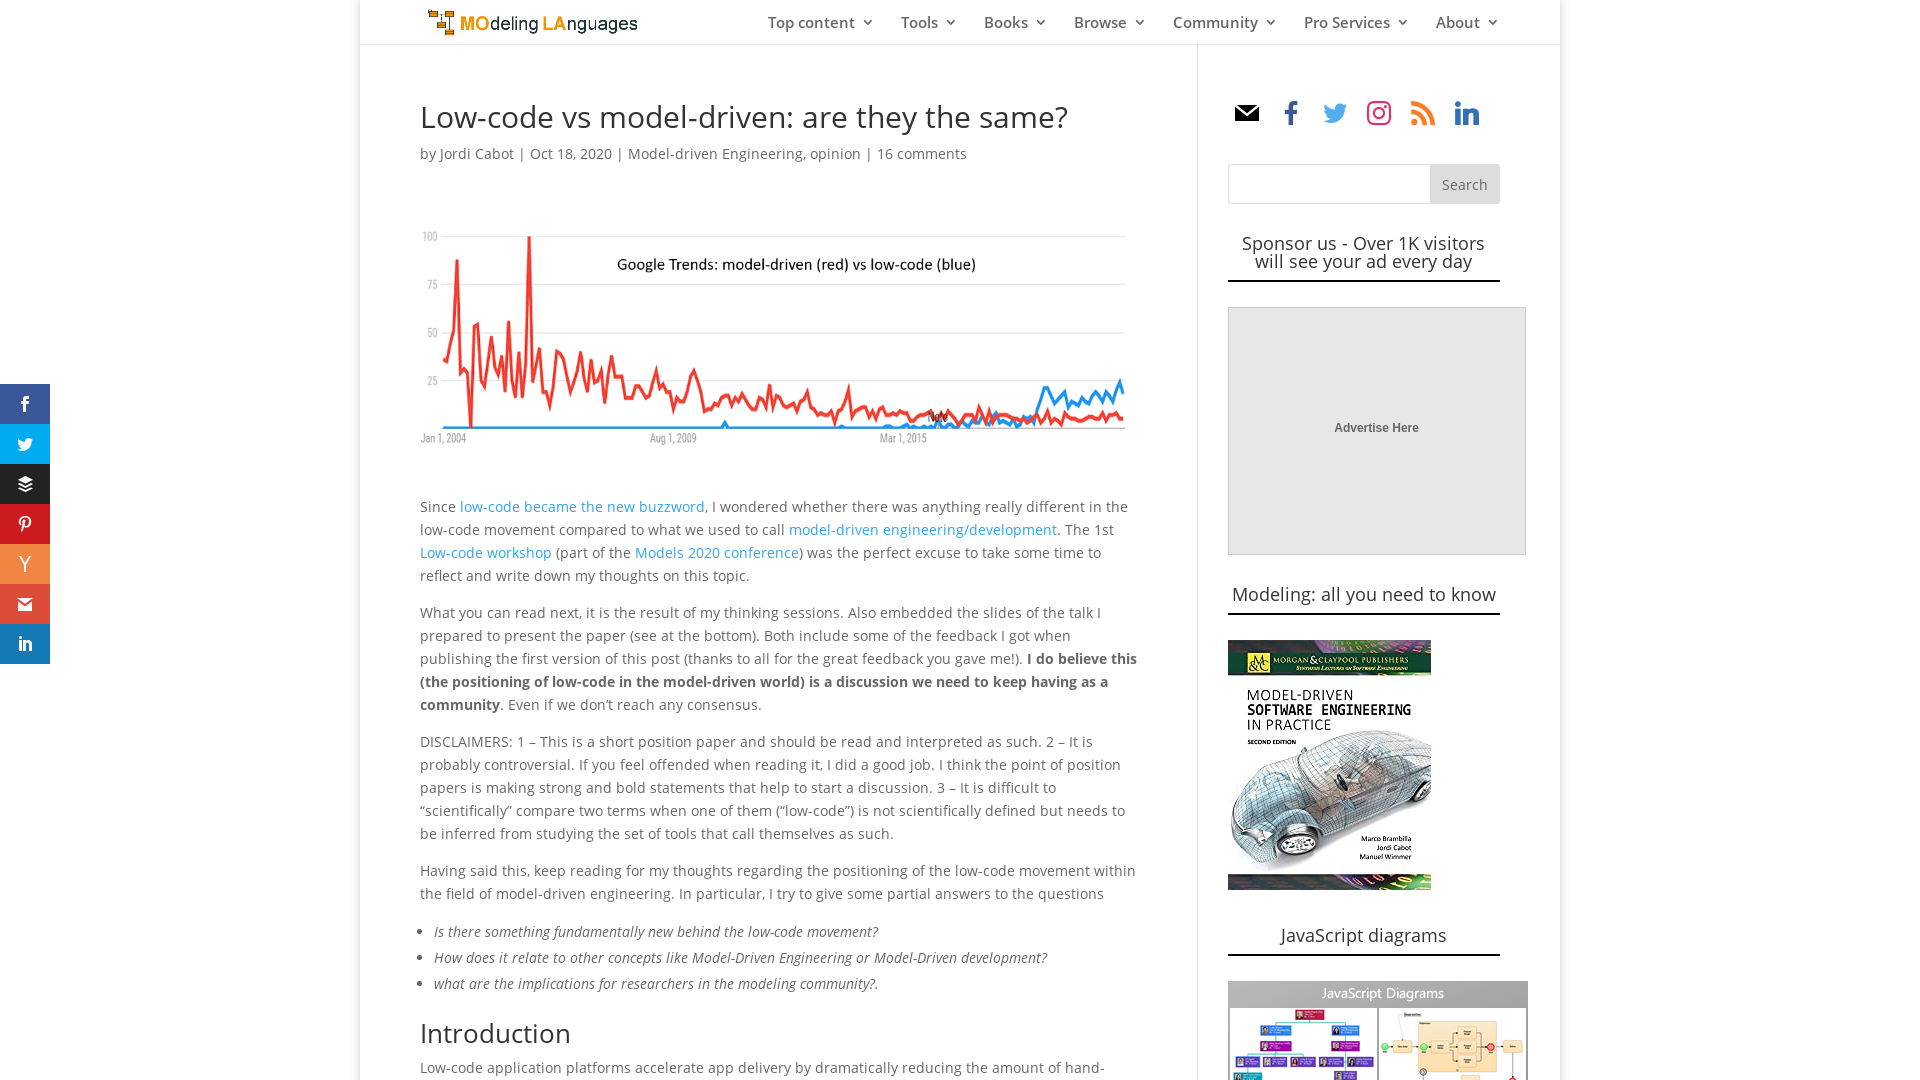 MOdeling LAnguages
Top content
Tools
Books
Browse
Community
Pro Services
About
Low-code vs model-driven: are they the same?
by Jordi Cabot | Oct 18, 2020 | Model-driven Engineering, opinion | 16 comments
100
Google Trends: model-driven (red) vs low-code (blue)
75
50
25
Note
Jan 1, 2004
Aug 1, 2009
Mar 1, 2015
Since low-code became the new buzzword, I wondered whether there was anything really different in the
low-code movement compared to what we used to call model-driven engineering/development. The 1st
Low-code workshop (part of the Models 2020 conference) was the perfect excuse to take some time to
reflect and write down my thoughts on this topic.
What you can read next, it is the result of my thinking sessions. Also embedded the slides of the talk I
prepared to present the paper (see at the bottom). Both include some of the feedback I got when
publishing the first version of this post (thanks to all for the great feedback you gave me!). I do believe this
(the positioning of low-code in the model-driven world) is a discussion we need to keep having as a
community. Even if we don’t reach any consensus.
DISCLAIMERS: 1 – This is a short position paper and should be read and interpreted as such. 2 – It is
probably controversial. If you feel offended when reading it, I did a good job. I think the point of position
papers is making strong and bold statements that help to start a discussion. 3 – It is difficult to
“scientifically” compare two terms when one of them (“low-code”) is not scientifically defined but needs to
be inferred from studying the set of tools that call themselves as such.
Having said this, keep reading for my thoughts regarding the positioning of the low-code movement within
the field of model-driven engineering. In particular, I try to give some partial answers to the questions
Is there something fundamentally new behind the low-code movement?
How does it relate to other concepts like Model-Driven Engineering or Model-Driven development?
what are the implications for researchers in the modeling community?.
Introduction
Low-code application platforms accelerate app delivery by dramatically reducing the amount of hand-
Search
Sponsor us - Over 1K visitors
will see your ad every day
Advertise Here
Modeling: all you need to know
M&C MORGAN&CLAYPOOL PUBLISHERS
SYNTHESIS LECTURES ON SOFTWARE ENGINEERING
MODEL-DRIVEN
SOFTWARE ENGINEERING
IN PRACTICE
SECOND EDITION
Marco Brambilla
Jordi Cabot
Manuel Wimmer
JavaScript diagrams
JavaScript Diagrams